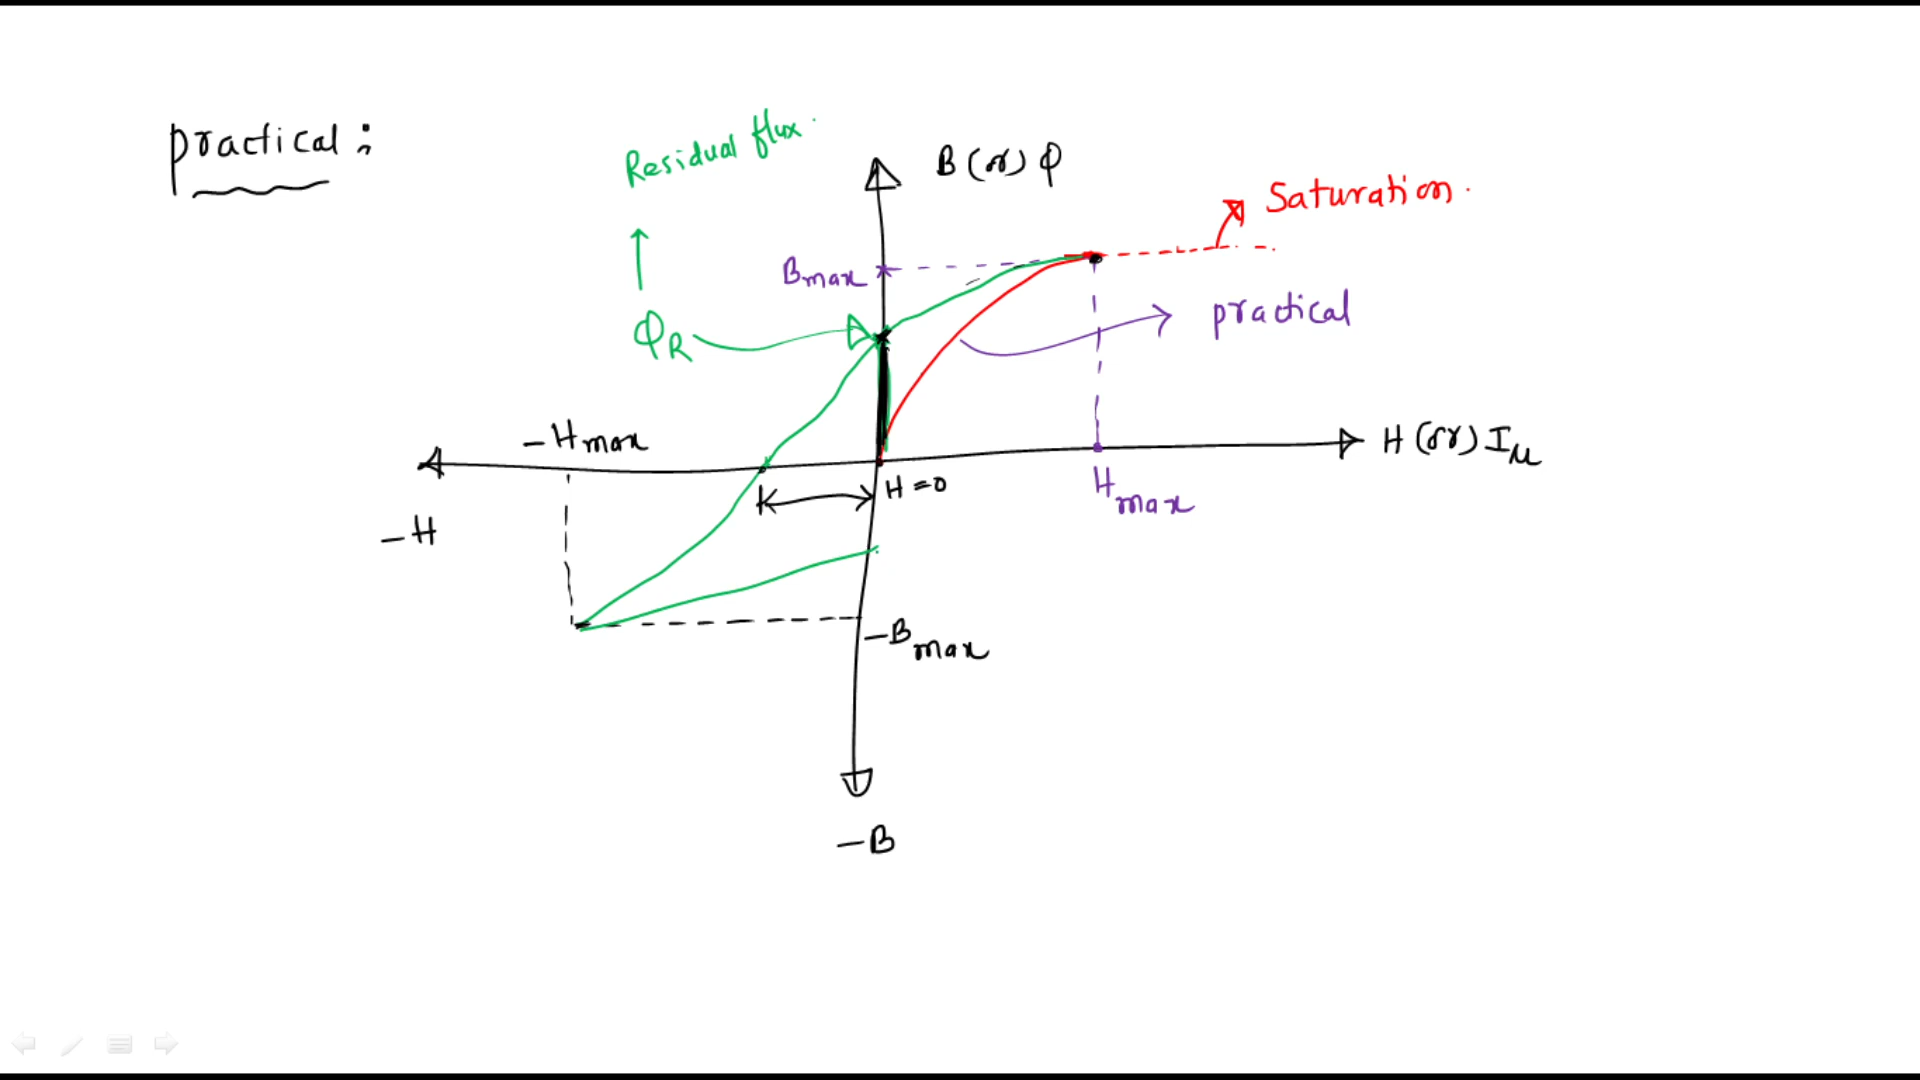 practical :
Residual flux.
B (or) φ
Saturation.
Bmax
φR
practical
-Hmax
H (or) Iμ
H = 0
Hmax
-H
-Bmax
-B